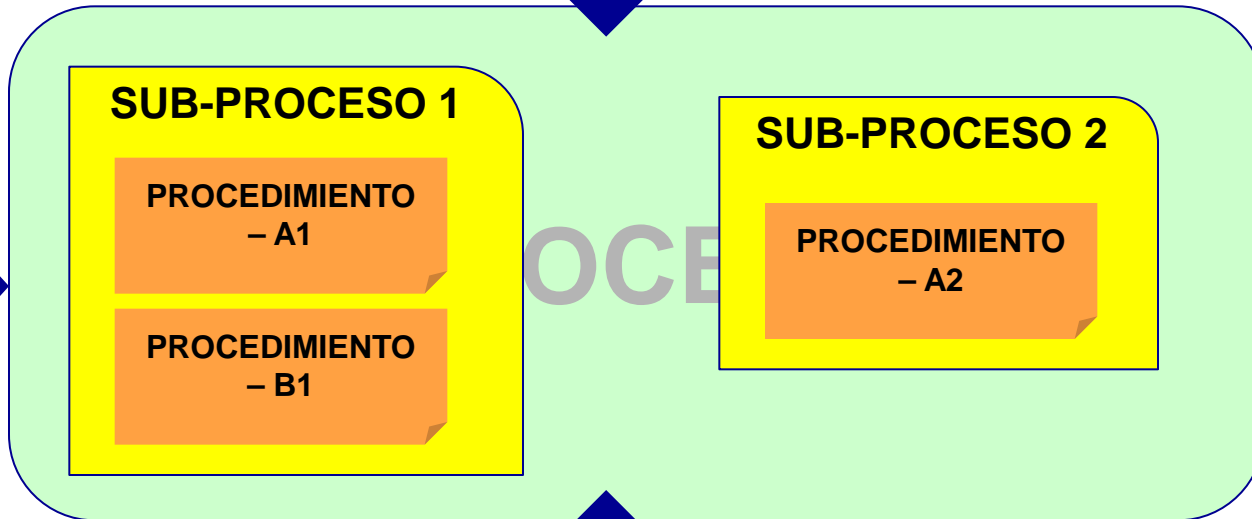 SUB-PROCESO 1
PROCEDIMIENTO
– A1
PROCEDIMIENTO
– B1
SUB-PROCESO 2
PROCEDIMIENTO
– A2